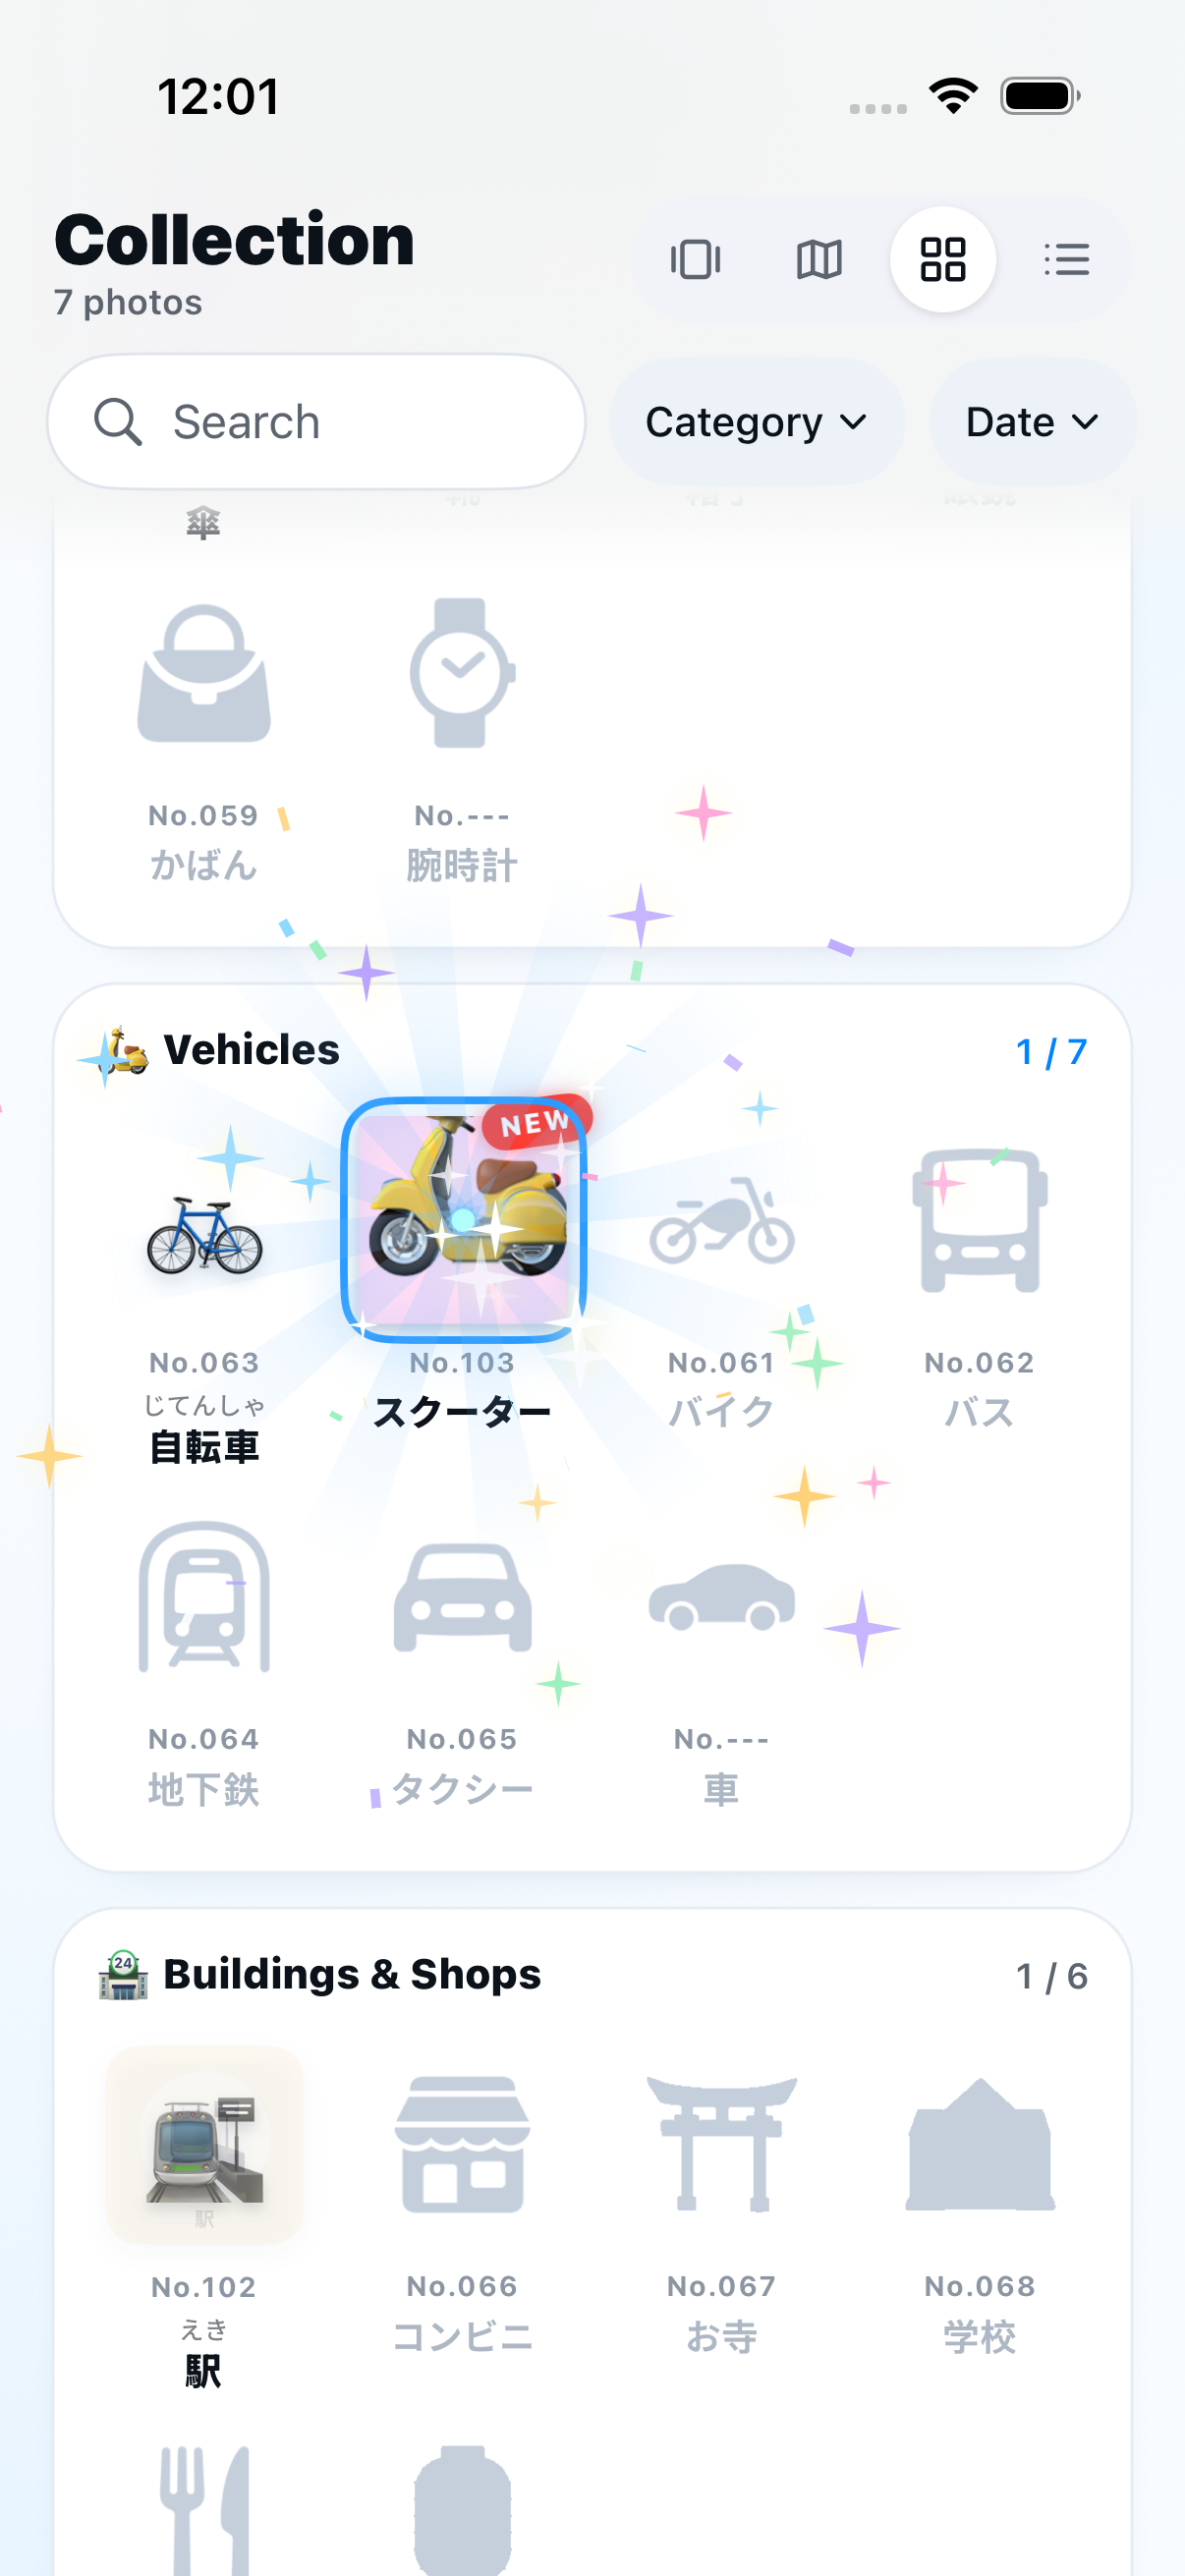 12:01
Collection
7 photos
Search
Category
Date
傘
No.059
No.---
かばん
腕時計
Vehicles
1 / 7
NEW
No.063
No.103
No.061
No.062
じてんしゃ
自転車
スクーター
バイク
バス
No.064
No.065
No.---
地下鉄
タクシー
車
24
Buildings & Shops
1 / 6
駅
No.102
No.066
No.067
No.068
えき
駅
コンビニ
お寺
学校